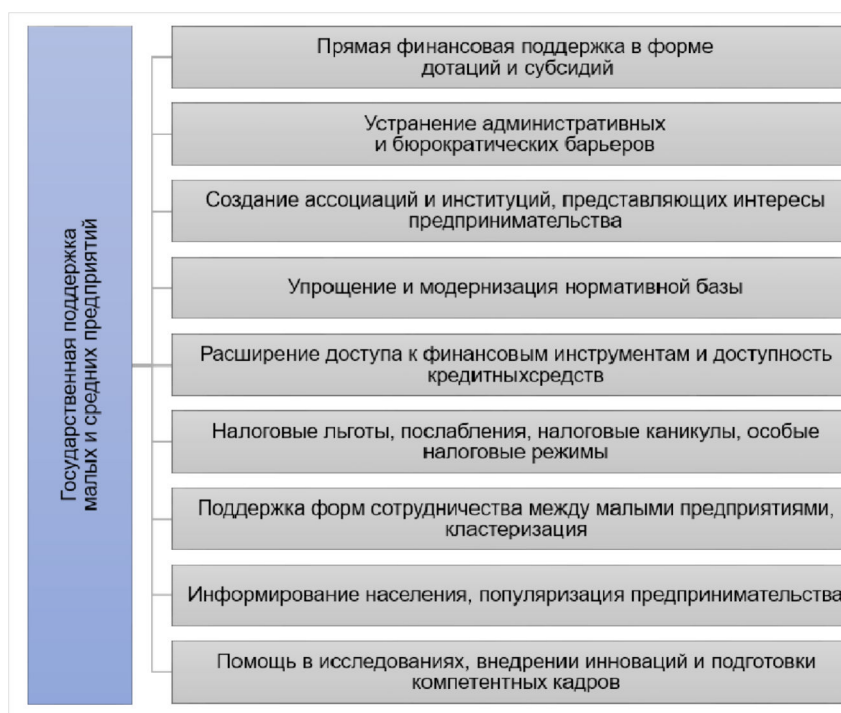 Государственная поддержка
малых и средних предприятий
Прямая финансовая поддержка в форме
дотаций и субсидий
Устранение административных
и бюрократических барьеров
Создание ассоциаций и институций, представляющих интересы
предпринимательства
Упрощение и модернизация нормативной базы
Расширение доступа к финансовым инструментам и доступность
кредитныхсредств
Налоговые льготы, послабления, налоговые каникулы, особые
налоговые режимы
Поддержка форм сотрудничества между малыми предприятиями,
кластеризация
Информирование населения, популяризация предпринимательства
Помощь в исследованиях, внедрении инноваций и подготовки
компетентных кадров